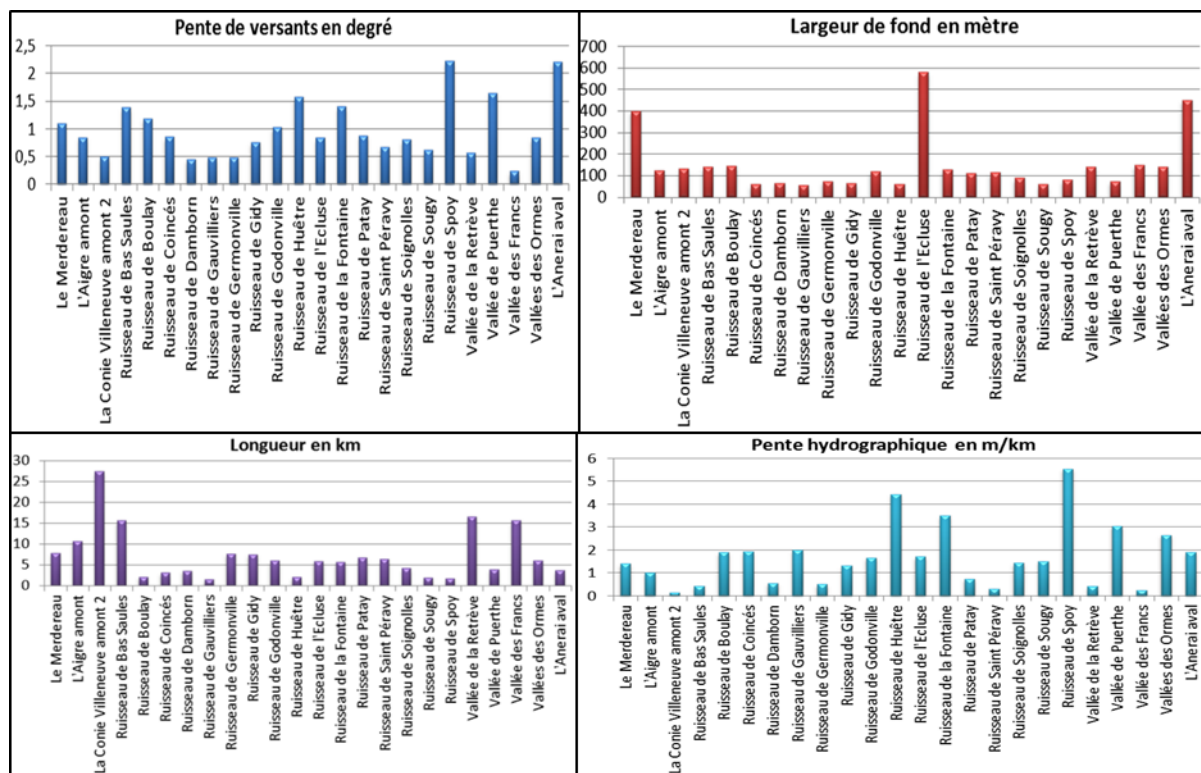 Pente de versants en degré
2,5
2
1,5
1
0,5
0
Le Merdereau
L'Aigre amont
La Conie Villeneuve amont 2
Ruisseau de Bas Saules
Ruisseau de Boulay
Ruisseau de Coincés
Ruisseau de Damborn
Ruisseau de Gauvilliers
Ruisseau de Germonville
Ruisseau de Gidy
Ruisseau de Godonville
Ruisseau de Huêtre
Ruisseau de l'Ecluse
Ruisseau de la Fontaine
Ruisseau de Patay
Ruisseau de Saint Péravy
Ruisseau de Soignolles
Ruisseau de Sougy
Ruisseau de Spoy
Vallée de la Retrève
Vallée de Puerthe
Vallée des Francs
Vallées des Ormes
L'Anerai aval
Largeur de fond en mètre
700
600
500
400
300
200
100
0
Le Merdereau
L'Aigre amont
La Conie Villeneuve amont 2
Ruisseau de Bas Saules
Ruisseau de Boulay
Ruisseau de Coincés
Ruisseau de Damborn
Ruisseau de Gauvilliers
Ruisseau de Germonville
Ruisseau de Gidy
Ruisseau de Godonville
Ruisseau de Huêtre
Ruisseau de l'Ecluse
Ruisseau de la Fontaine
Ruisseau de Patay
Ruisseau de Saint Péravy
Ruisseau de Soignolles
Ruisseau de Sougy
Ruisseau de Spoy
Vallée de la Retrève
Vallée de Puerthe
Vallée des Francs
Vallées des Ormes
L'Anerai aval
Longueur en km
30
25
20
15
10
5
0
Le Merdereau
L'Aigre amont
La Conie Villeneuve amont 2
Ruisseau de Bas Saules
Ruisseau de Boulay
Ruisseau de Coincés
Ruisseau de Damborn
Ruisseau de Gauvilliers
Ruisseau de Germonville
Ruisseau de Gidy
Ruisseau de Godonville
Ruisseau de Huêtre
Ruisseau de l'Ecluse
Ruisseau de la Fontaine
Ruisseau de Patay
Ruisseau de Saint Péravy
Ruisseau de Soignolles
Ruisseau de Sougy
Ruisseau de Spoy
Vallée de la Retrève
Vallée de Puerthe
Vallée des Francs
Vallées des Ormes
L'Anerai aval
Pente hydrographique en m/km
6
5
4
3
2
1
0
Le Merdereau
L'Aigre amont
La Conie Villeneuve amont 2
Ruisseau de Bas Saules
Ruisseau de Boulay
Ruisseau de Coincés
Ruisseau de Damborn
Ruisseau de Gauvilliers
Ruisseau de Germonville
Ruisseau de Gidy
Ruisseau de Godonville
Ruisseau de Huêtre
Ruisseau de l'Ecluse
Ruisseau de la Fontaine
Ruisseau de Patay
Ruisseau de Saint Péravy
Ruisseau de Soignolles
Ruisseau de Sougy
Ruisseau de Spoy
Vallée de la Retrève
Vallée de Puerthe
Vallée des Francs
Vallées des Ormes
L'Anerai aval